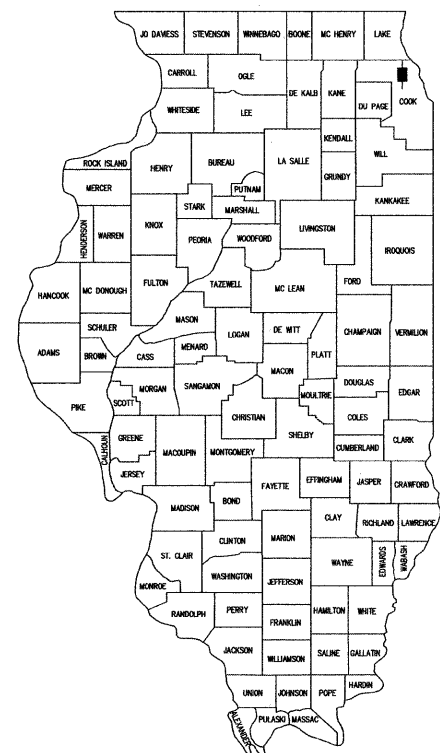 JO DAVIESS
STEVENSON
WINNEBAGO
BOONE
MC HENRY
LAKE
CARROLL
OGLE
DE KALB
KANE
COOK
DU PAGE
WHITESIDE
LEE
KENDALL
WILL
ROCK ISLAND
HENRY
BUREAU
LA SALLE
GRUNDY
MERCER
PUTNAM
KANKAKEE
STARK
MARSHALL
HENDERSON
WARREN
KNOX
PEORIA
WOODFORD
LIVINGSTON
IROQUOIS
HANCOOK
MC DONOUGH
FULTON
TAZEWELL
MC LEAN
FORD
MASON
SCHULER
LOGAN
DE WITT
CHAMPAIGN
VERMILION
ADAMS
BROWN
CASS
MENARD
PLATT
MACON
MORGAN
SANGAMON
DOUGLAS
EDGAR
PIKE
SCOTT
MOULTRIE
CHRISTIAN
COLES
CALHOUN
GREENE
MACOUPIN
MONTGOMERY
SHELBY
CUMBERLAND
CLARK
JERSEY
FAYETTE
EFFINGHAM
JASPER
CRAWFORD
MADISON
BOND
CLAY
RICHLAND
LAWRENCE
CLINTON
MARION
ST. CLAIR
WAYNE
EDWARDS
WABASH
WASHINGTON
JEFFERSON
MONROE
RANDOLPH
PERRY
HAMILTON
WHITE
FRANKLIN
JACKSON
WILLIAMSON
SALINE
GALLATIN
UNION
JOHNSON
POPE
HARDIN
ALEXANDER
PULASKI
MASSAC